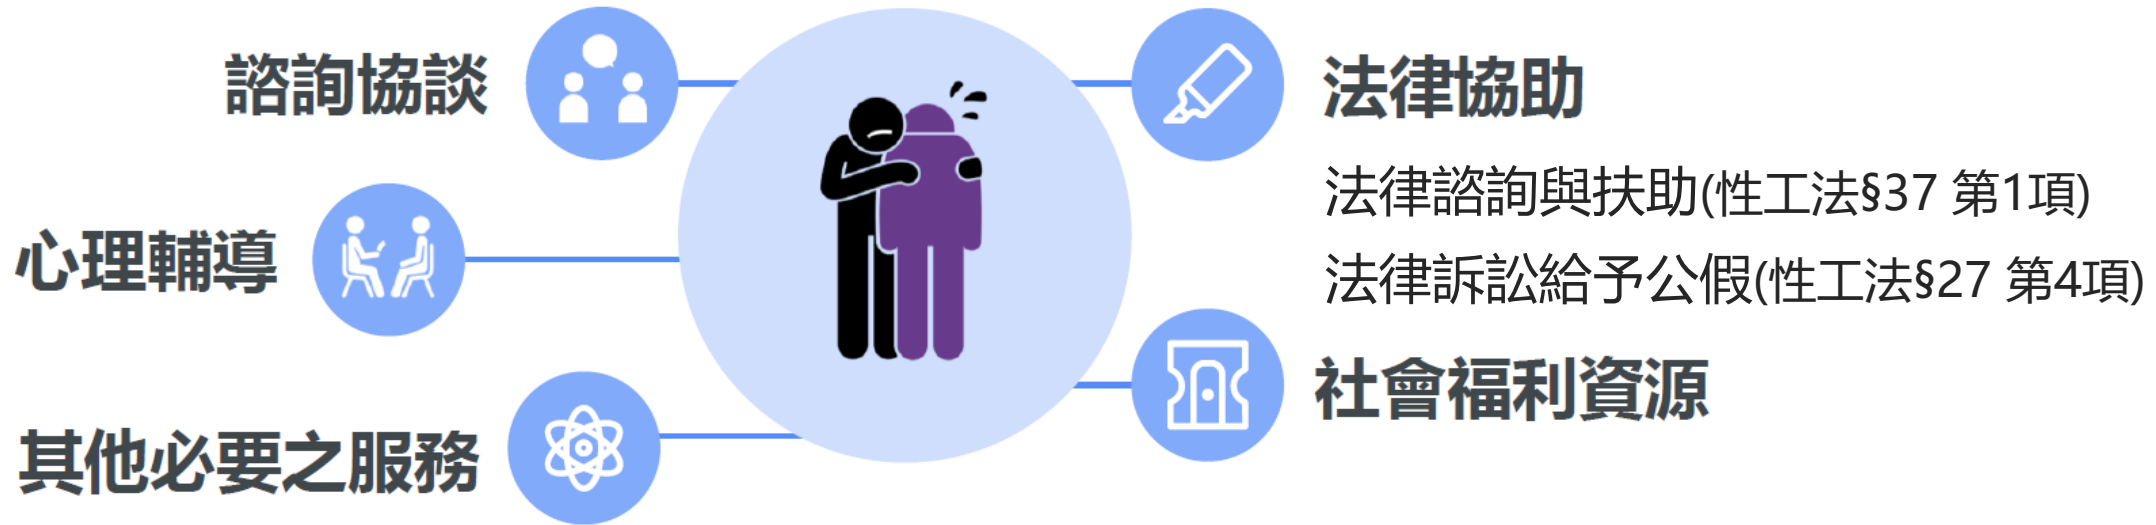 諮詢協談
心理輔導
其他必要之服務
法律協助
法律諮詢與扶助(性工法§37 第1項)
法律訴訟給予公假(性工法§27 第4項)
社會福利資源